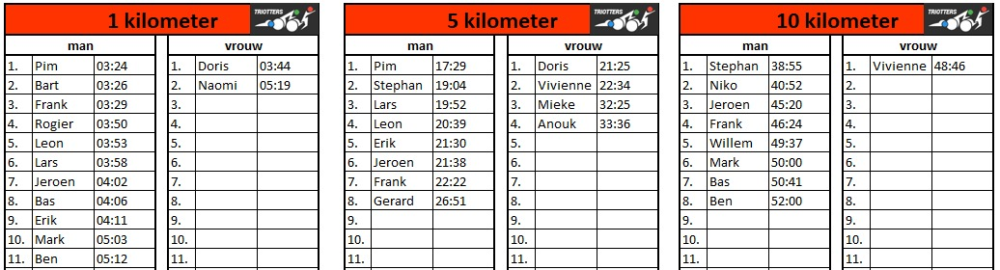 1 kilometer TRIOTTERS
man vrouw
1. Pim 03:24 1. Doris 03:44
2. Bart 03:26 2. Naomi 05:19
3. Frank 03:29 3.
4. Rogier 03:50 4.
5. Leon 03:53 5.
6. Lars 03:58 6.
7. Jeroen 04:02 7.
8. Bas 04:06 8.
9. Erik 04:11 9.
10. Mark 05:03 10.
11. Ben 05:12 11.
5 kilometer TRIOTTERS
man vrouw
1. Pim 17:29 1. Doris 21:25
2. Stephan 19:04 2. Vivienne 22:34
3. Lars 19:52 3. Mieke 32:25
4. Leon 20:39 4. Anouk 33:36
5. Erik 21:30 5.
6. Jeroen 21:38 6.
7. Frank 22:22 7.
8. Gerard 26:51 8.
9. 9.
10. 10.
11. 11.
10 kilometer TRIOTTERS
man vrouw
1. Stephan 38:55 1. Vivienne 48:46
2. Niko 40:52 2.
3. Jeroen 45:20 3.
4. Frank 46:24 4.
5. Willem 49:37 5.
6. Mark 50:00 6.
7. Bas 50:41 7.
8. Ben 52:00 8.
9. 9.
10. 10.
11. 11.